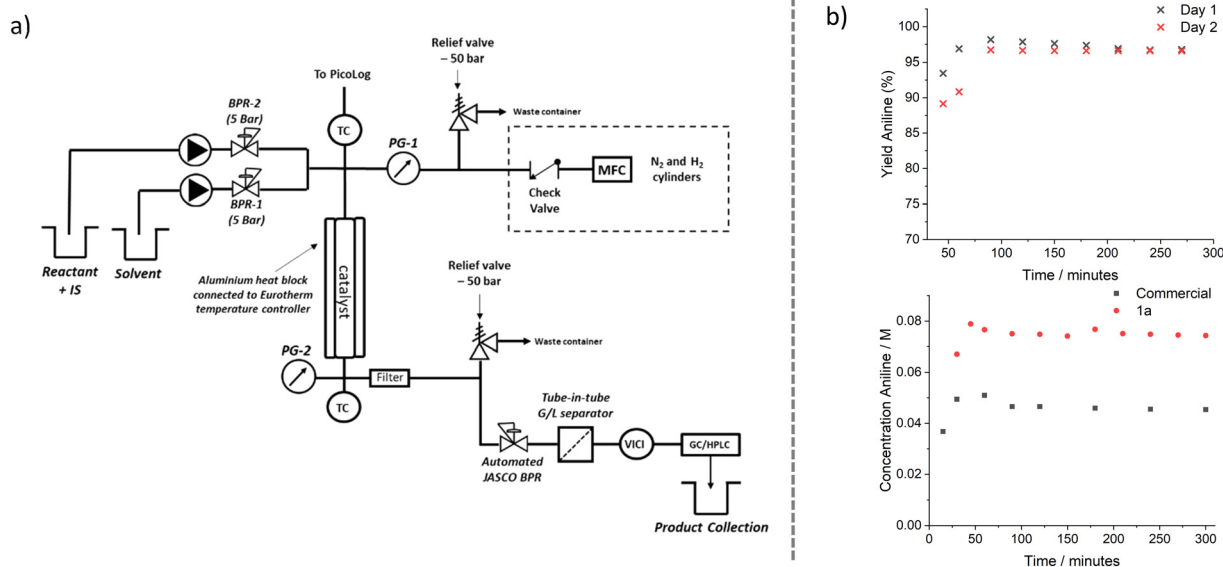 a)
Relief valve
– 50 bar
Waste container
To PicoLog
TC
BPR-2
(5 Bar)
PG-1
BPR-1
(5 Bar)
Check
Valve
MFC
N₂ and H₂
cylinders
Reactant
+ IS
Solvent
Aluminium heat block
connected to Eurotherm
temperature controller
catalyst
Relief valve
– 50 bar
Waste container
PG-2
TC
Filter
Tube-in-tube
G/L separator
Automated
JASCO BPR
VICI
GC/HPLC
Product Collection
b)
Day 1
Day 2
Yield Aniline (%)
100
95
90
85
80
75
70
50
100
150
200
250
300
Time / minutes
Commercial
1a
Concentration Aniline / M
0.08
0.06
0.04
0.02
0.00
0
50
100
150
200
250
300
Time / minutes